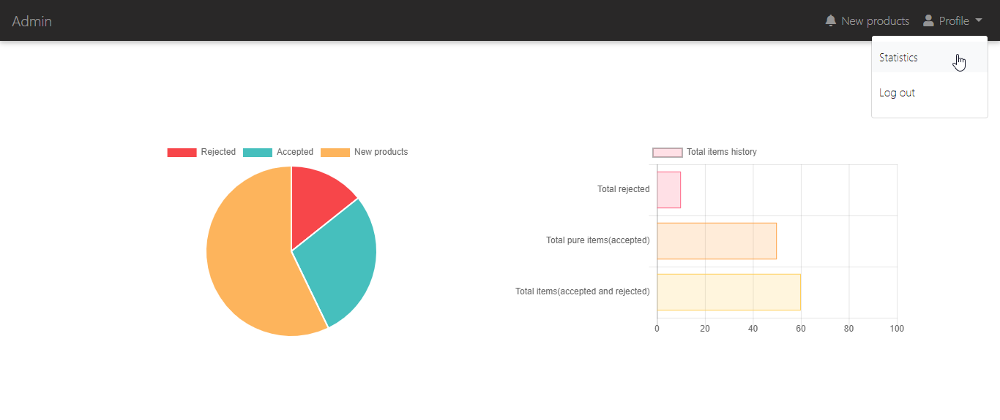 Admin
New products
Profile
Statistics
Log out
Rejected
Accepted
New products
Total items history
Total rejected
Total pure items(accepted)
Total items(accepted and rejected)
0 20 40 60 80 100